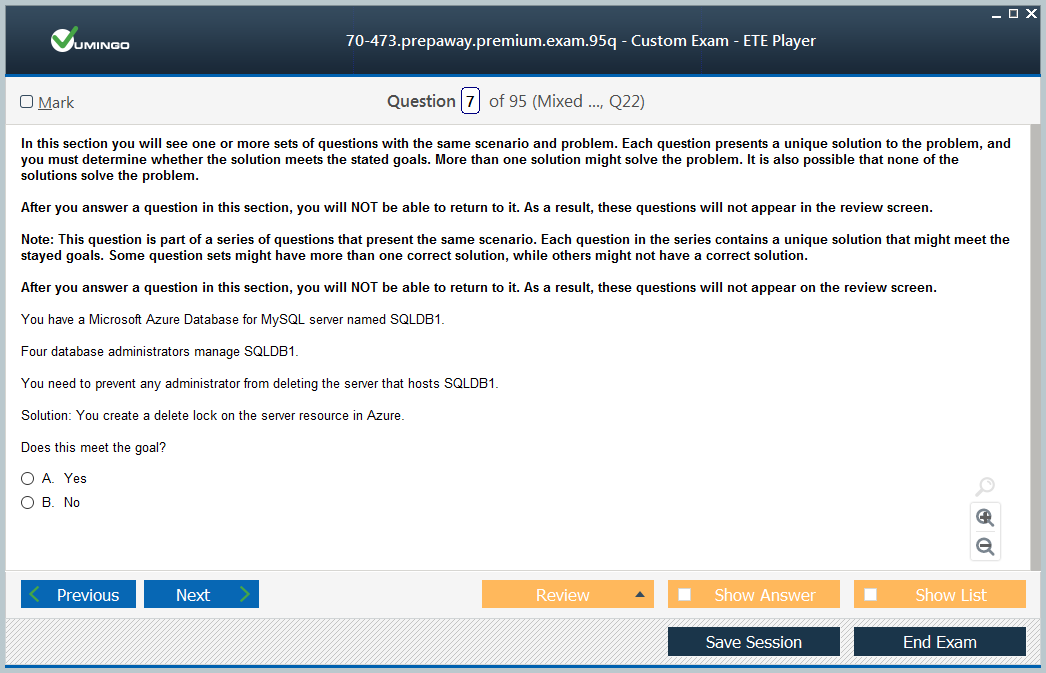 VUMINGO
70-473.prepaway.premium.exam.95q - Custom Exam - ETE Player
Mark
Question 7 of 95 (Mixed ..., Q22)
In this section you will see one or more sets of questions with the same scenario and problem. Each question presents a unique solution to the problem, and
you must determine whether the solution meets the stated goals. More than one solution might solve the problem. It is also possible that none of the
solutions solve the problem.
After you answer a question in this section, you will NOT be able to return to it. As a result, these questions will not appear in the review screen.
Note: This question is part of a series of questions that present the same scenario. Each question in the series contains a unique solution that might meet the
stayed goals. Some question sets might have more than one correct solution, while others might not have a correct solution.
After you answer a question in this section, you will NOT be able to return to it. As a result, these questions will not appear on the review screen.
You have a Microsoft Azure Database for MySQL server named SQLDB1.
Four database administrators manage SQLDB1.
You need to prevent any administrator from deleting the server that hosts SQLDB1.
Solution: You create a delete lock on the server resource in Azure.
Does this meet the goal?
A. Yes
B. No
Previous
Next
Review
Show Answer
Show List
Save Session
End Exam